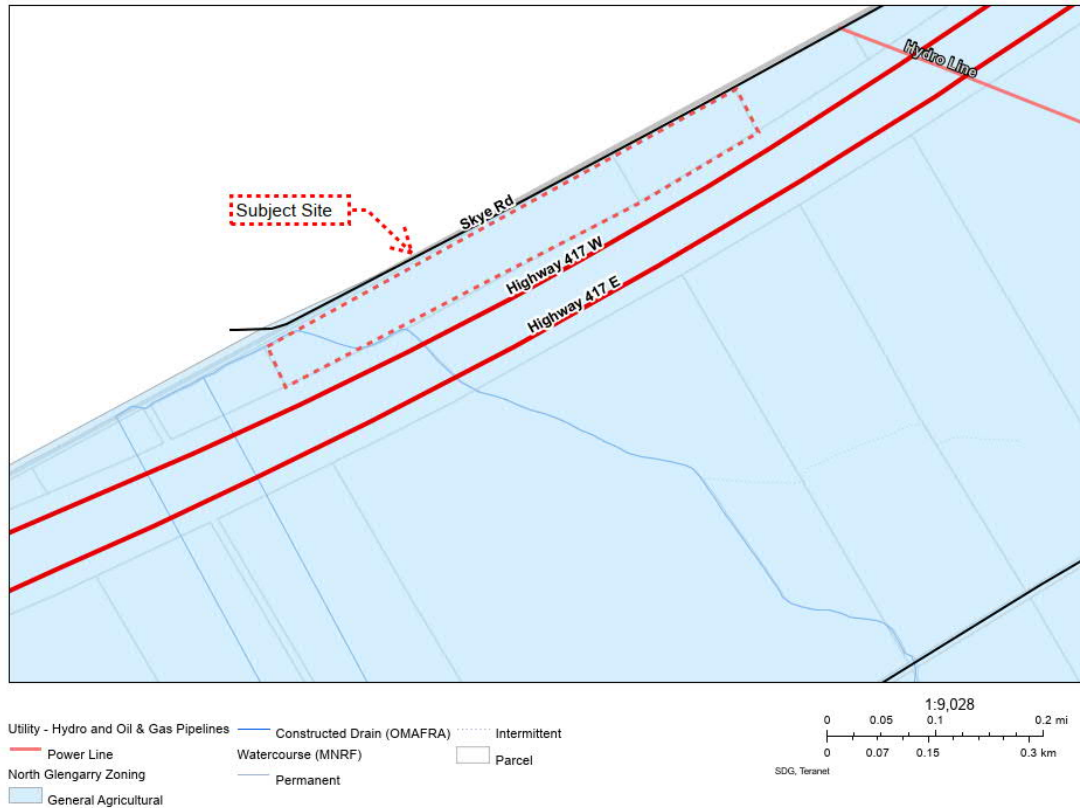 Hydro Line
Subject Site
Skye Rd
Highway 417 W
Highway 417 E
1:9,028
0 0.05 0.1 0.2 mi
0 0.07 0.15 0.3 km
SDG, Teranet
Utility - Hydro and Oil & Gas Pipelines
Power Line
North Glengarry Zoning
General Agricultural
Constructed Drain (OMAFRA)
Watercourse (MNRF)
Permanent
Intermittent
Parcel